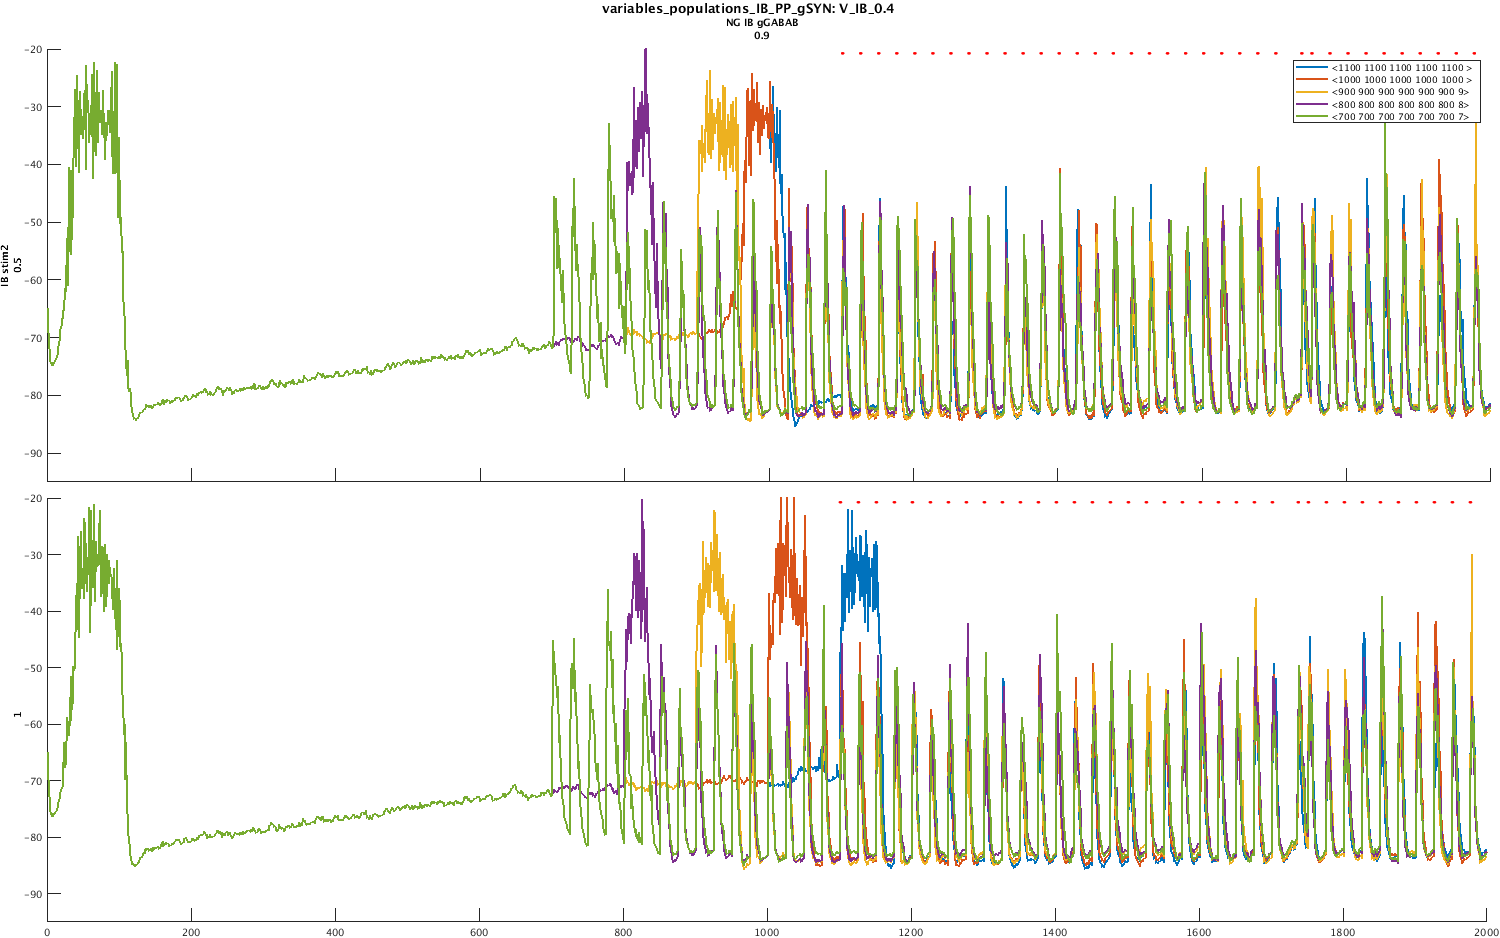 variables_populations_IB_PP_gSYN: V_IB_0.4
NG IB gGABAB
0.9
IB stim2
0.5
-20
-30
-40
-50
-60
-70
-80
-90
<1100 1100 1100 1100 1100 >
<1000 1000 1000 1000 1000 >
<900 900 900 900 900 900 9>
<800 800 800 800 800 800 8>
<700 700 700 700 700 700 7>
1
-20
-30
-40
-50
-60
-70
-80
-90
0 200 400 600 800 1000 1200 1400 1600 1800 2000